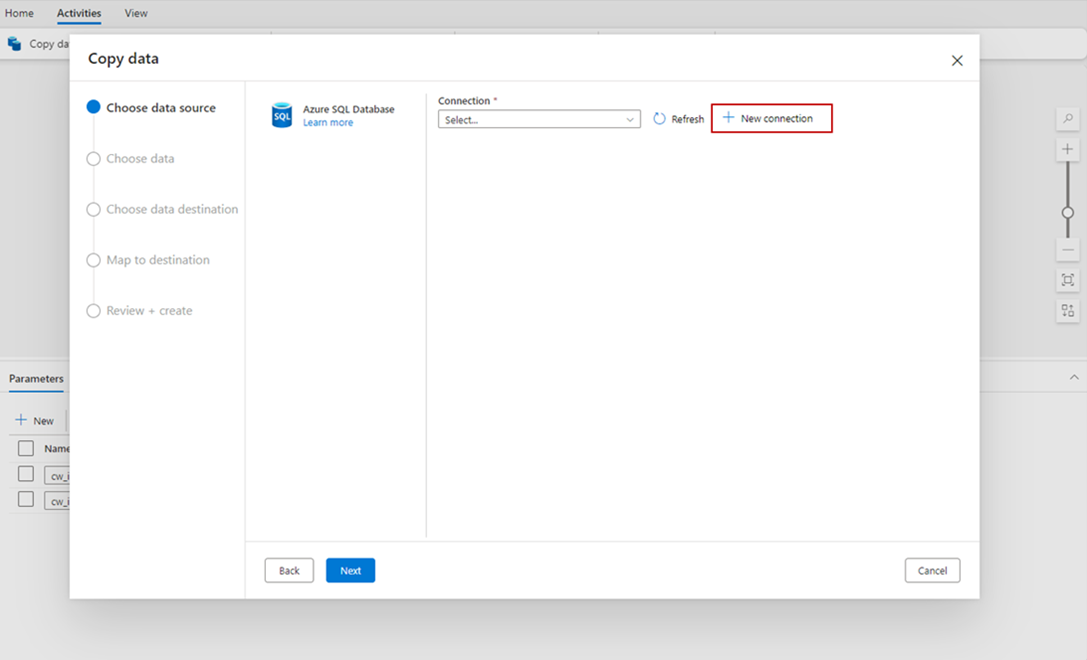 Home Activities View
Copy da
Copy data
Choose data source
Choose data
Choose data destination
Map to destination
Review + create
SQL
Azure SQL Database
Learn more
Connection *
Select...
Refresh
New connection
Parameters
New
Name
cw_i
cw_i
Back Next Cancel